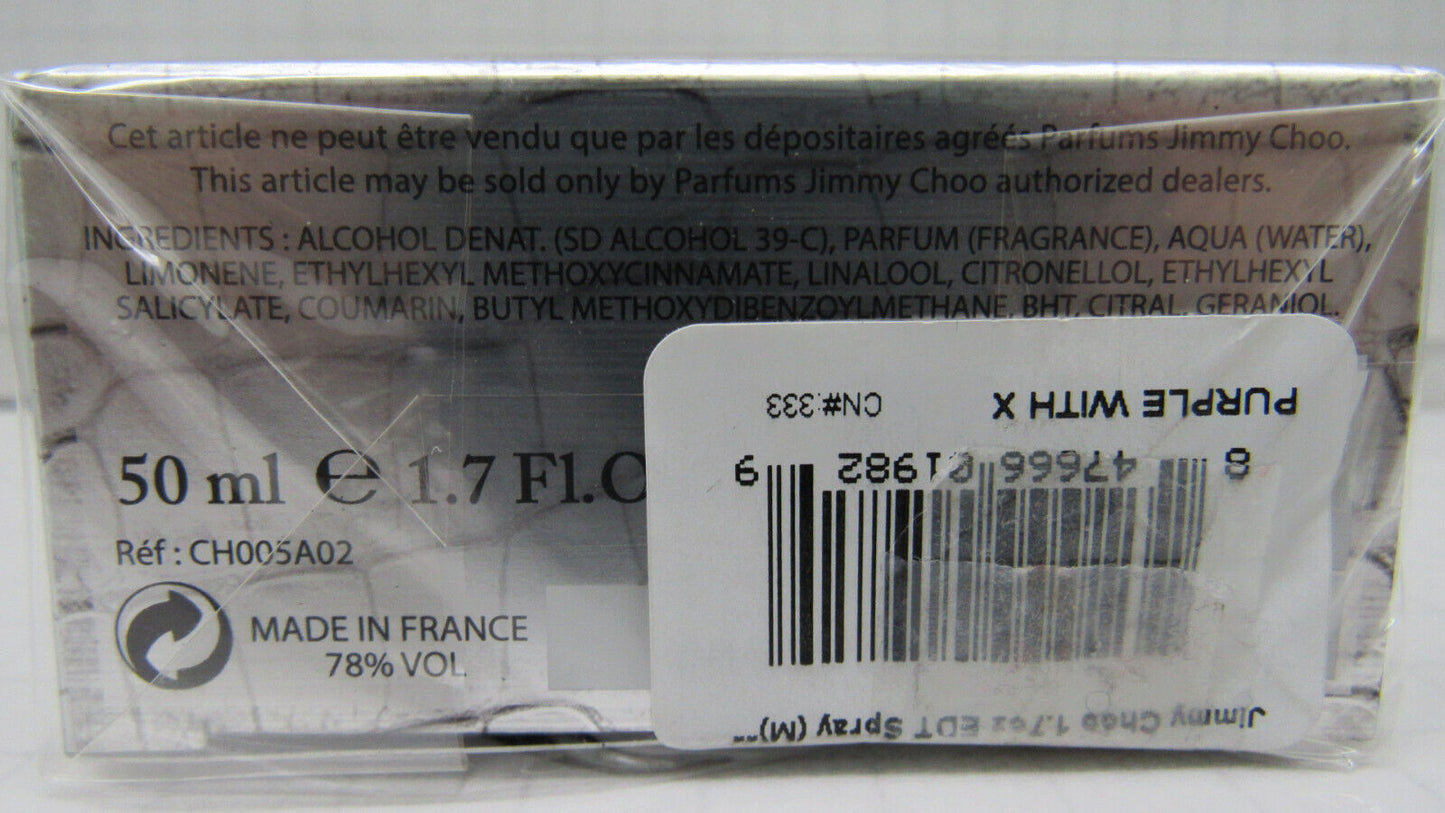 Cet article ne peut être vendu que par les dépositaires agréés Parfums Jimmy Choo.
This article may be sold only by Parfums Jimmy Choo authorized dealers.
INGREDIENTS : ALCOHOL DENAT. (SD ALCOHOL 39-C), PARFUM (FRAGRANCE), AQUA (WATER),
LIMONENE, ETHYLHEXYL METHOXYCINNAMATE, LINALOOL, CITRONELLOL, ETHYLHEXYL
SALICYLATE, COUMARIN, BUTYL METHOXYDIBENZOYLMETHANE, BHT, CITRAL, GERANIOL.
50 ml ℮ 1.7 Fl.O
Réf : CH005A02
MADE IN FRANCE
78% VOL
Jimmy Choo 1.7oz EDT Spray (M)**
8 47666 21982 9
PURPLE WITH X CN#:333